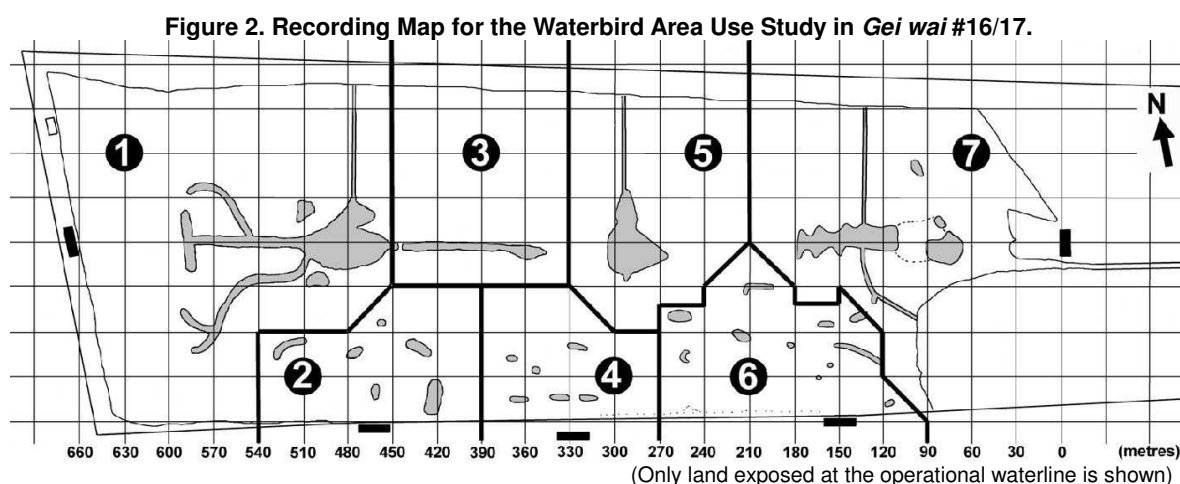 Figure 2. Recording Map for the Waterbird Area Use Study in Gei wai #16/17.
N
1 3 5 7
2 4 6
660 630 600 570 540 510 480 450 420 390 360 330 300 270 240 210 180 150 120 90 60 30 0 (metres)
(Only land exposed at the operational waterline is shown)